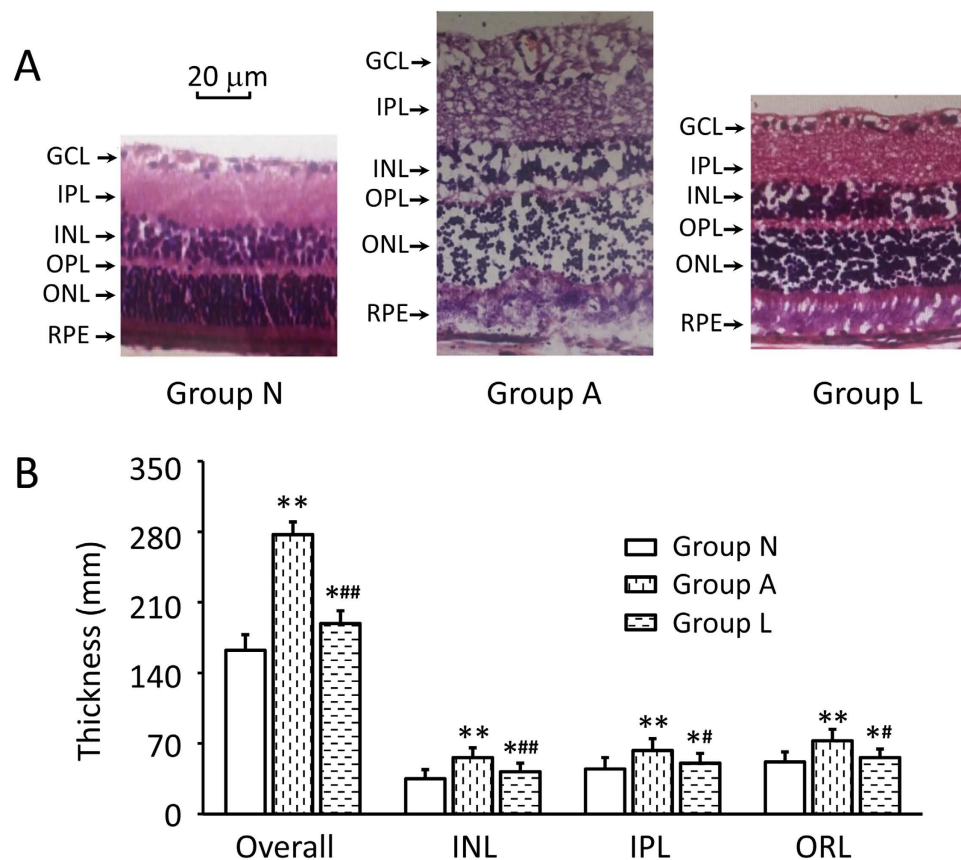 A
20 μm
GCL
IPL
INL
OPL
ONL
RPE
Group N
GCL
IPL
INL
OPL
ONL
RPE
Group A
GCL
IPL
INL
OPL
ONL
RPE
Group L
B
Thickness (mm)
350
280
210
140
70
0
**
*##
**
*##
**
*#
**
*#
Group N
Group A
Group L
Overall
INL
IPL
ORL